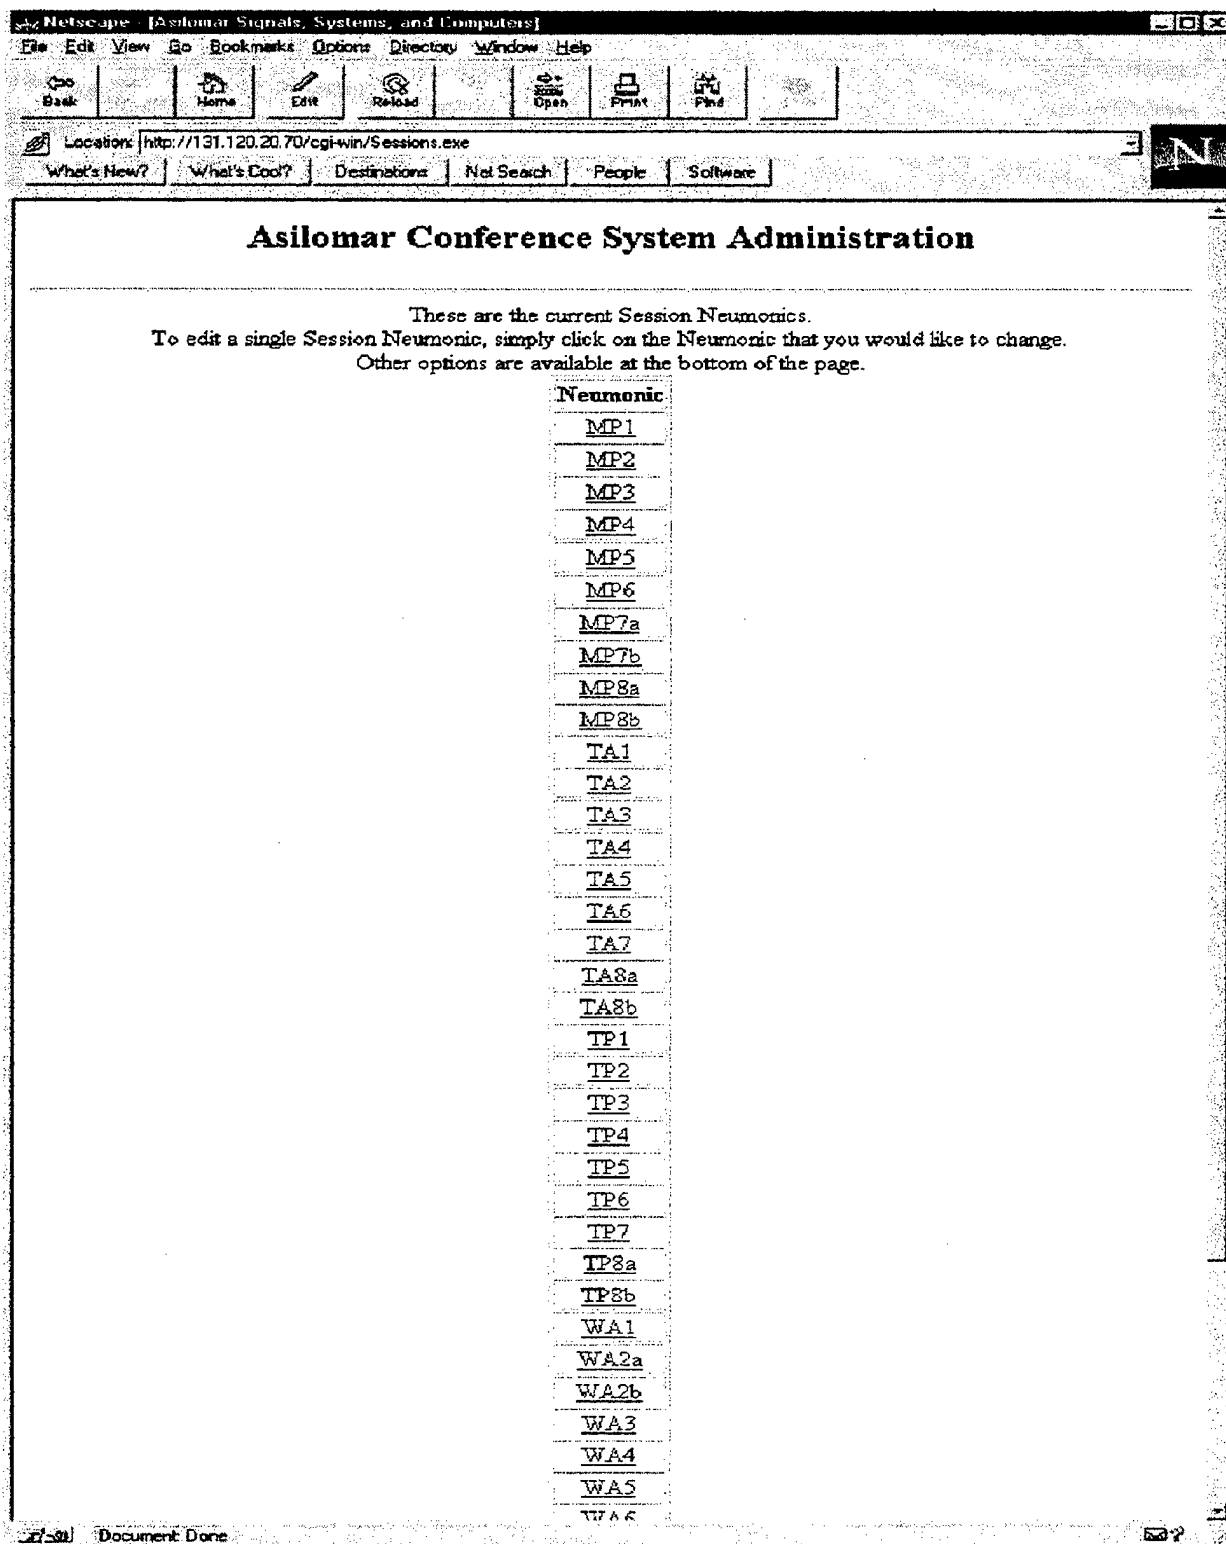 Netscape - [Asilomar Signals, Systems, and Computers]
File Edit View Go Bookmarks Options Directory Window Help
Back Home Edit Reload Open Print Find
Location: http://131.120.20.70/cgi-win/Sessions.exe
What's New? What's Cool? Destinations Net Search People Software
N
Asilomar Conference System Administration
These are the current Session Neumonics.
To edit a single Session Neumonic, simply click on the Neumonic that you would like to change.
Other options are available at the bottom of the page.
Neumonic
MP1
MP2
MP3
MP4
MP5
MP6
MP7a
MP7b
MP8a
MP8b
TA1
TA2
TA3
TA4
TA5
TA6
TA7
TA8a
TA8b
TP1
TP2
TP3
TP4
TP5
TP6
TP7
TP8a
TP8b
WA1
WA2a
WA2b
WA3
WA4
WA5
WA6
Document: Done